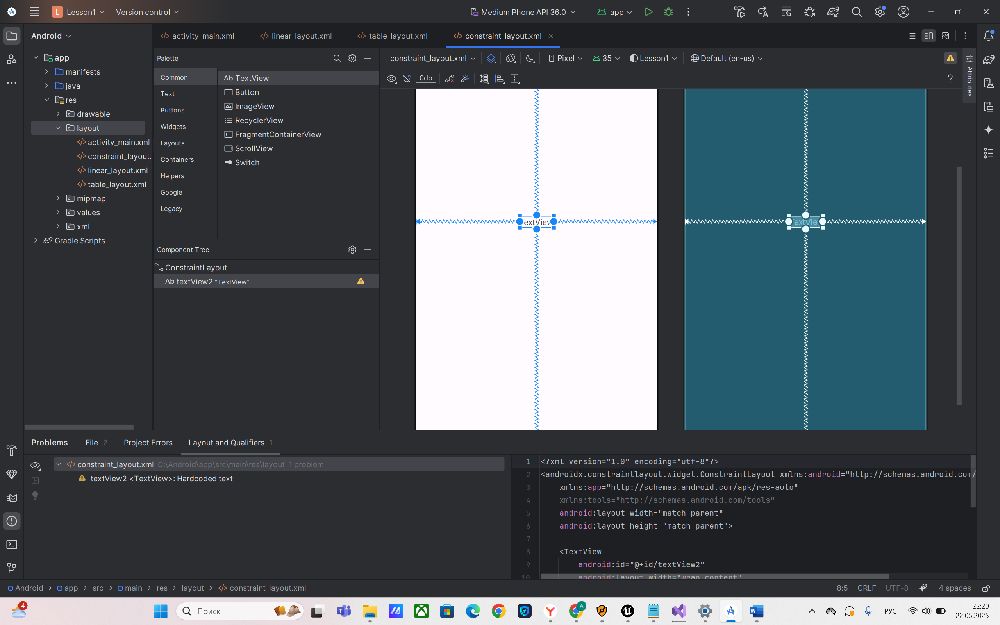 L Lesson1
Version control
Medium Phone API 36.0
app
Android
activity_main.xml
linear_layout.xml
table_layout.xml
constraint_layout.xml
app
manifests
java
res
drawable
layout
activity_main.xml
constraint_layout.
linear_layout.xml
table_layout.xml
mipmap
values
xml
Gradle Scripts
Palette
Common
Text
Buttons
Widgets
Layouts
Containers
Helpers
Google
Legacy
Ab TextView
Button
ImageView
RecyclerView
FragmentContainerView
ScrollView
Switch
Component Tree
ConstraintLayout
Ab textView2 "TextView"
constraint_layout.xml
Pixel
35
Lesson1
Default (en-us)
0dp
?
Attributes
extView
extVie
Problems
File 2
Project Errors
Layout and Qualifiers 1
constraint_layout.xml C:\Android\app\src\main\res\layout 1 problem
textView2 <TextView>: Hardcoded text
1 <?xml version="1.0" encoding="utf-8"?>
2 <androidx.constraintlayout.widget.ConstraintLayout xmlns:android="http://schemas.android.com/
3 xmlns:app="http://schemas.android.com/apk/res-auto"
4 xmlns:tools="http://schemas.android.com/tools"
5 android:layout_width="match_parent"
6 android:layout_height="match_parent">
7
8 <TextView
9 android:id="@+id/textView2"
10 android:layout_width="wrap_content"
Android > app > src > main > res > layout > constraint_layout.xml
8:5 CRLF UTF-8 4 spaces
4
Поиск
A
РУС
22:20
22.05.2025